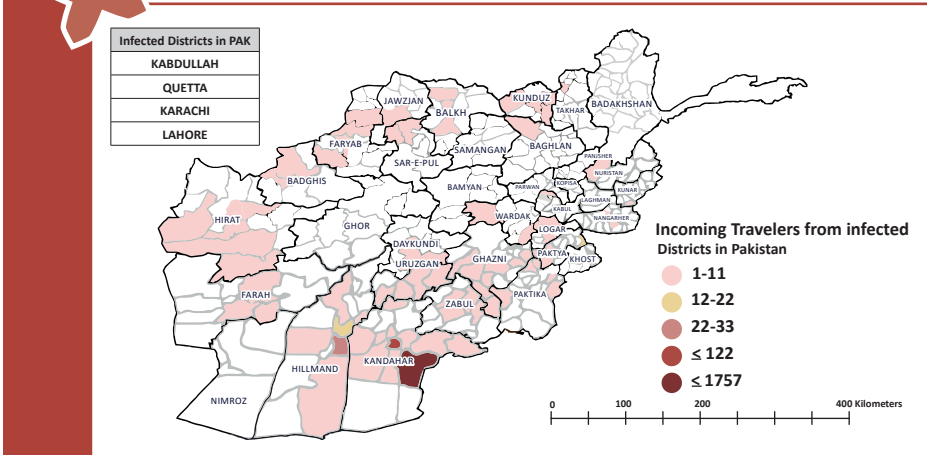 Infected Districts in PAK
KABDULLAH
QUETTA
KARACHI
LAHORE
JAWZJAN
BALKH
KUNDUZ
TAKHAR
BADAKHSHAN
FARYAB
SAR-E-PUL
SAMANGAN
BAGHLAN
PANJSHER
NURISTAN
BADGHIS
BAMYAN
PARWAN
KOPISA
KUNAR
LAGHMAN
KABUL
NANGARHER
HIRAT
GHOR
WARDAK
LOGAR
DAYKUNDI
URUZGAN
GHAZNI
PAKTYA
KHOST
FARAH
ZABUL
PAKTIKA
KANDAHAR
HILLMAND
NIMROZ
Incoming Travelers from infected
Districts in Pakistan
1-11
12-22
22-33
≤ 122
≤ 1757
0 100 200 400 Kilometers